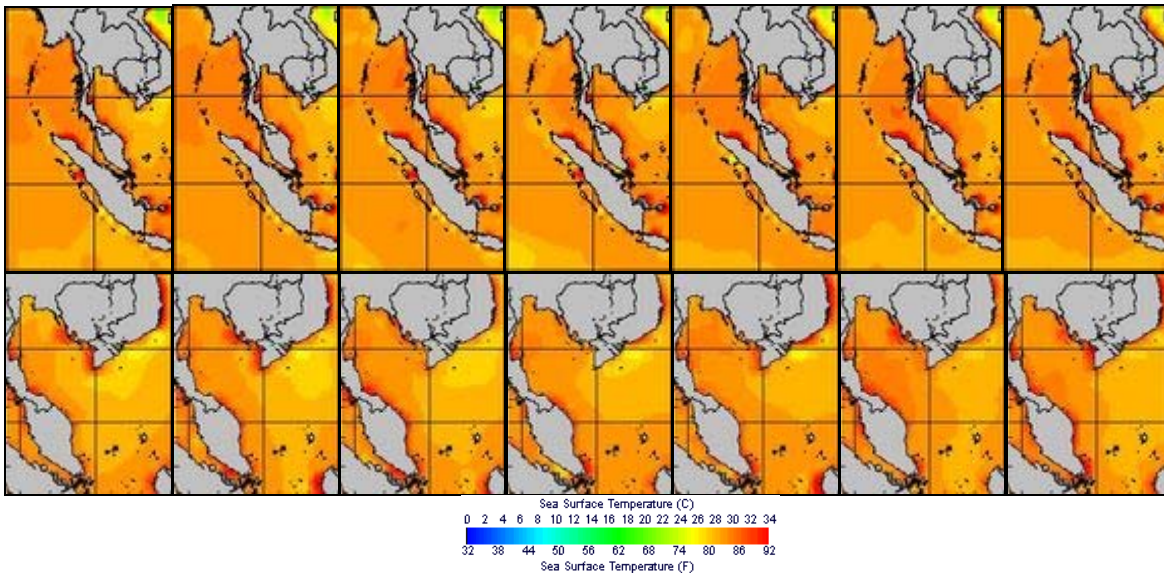 Sea Surface Temperature (C)
0 2 4 6 8 10 12 14 16 18 20 22 24 26 28 30 32 34
32 38 44 50 56 62 68 74 80 86 92
Sea Surface Temperature (F)